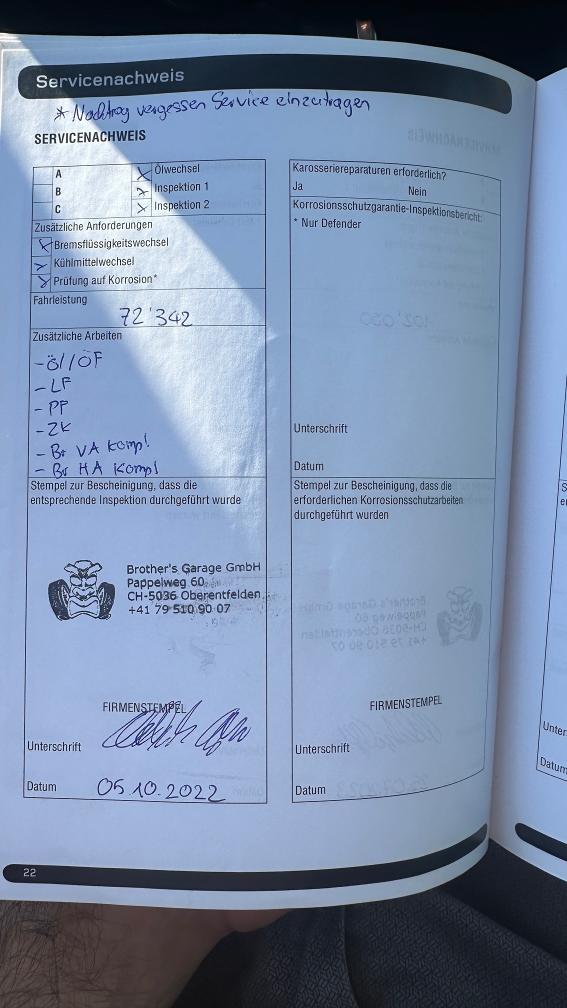 Servicenachweis
* Nachtrag vergessen Service einzutragen
SERVICENACHWEIS
A
B
C
Ölwechsel
Inspektion 1
Inspektion 2
Zusätzliche Anforderungen
Bremsflüssigkeitswechsel
Kühlmittelwechsel
Prüfung auf Korrosion*
Fahrleistung
72'342
Zusätzliche Arbeiten
- Öl / ÖF
- LF
- PP
- ZK
- Br VA Kompl
- Br HA Kompl
Stempel zur Bescheinigung, dass die
entsprechende Inspektion durchgeführt wurde
Brother's Garage GmbH
Pappelweg 60
CH-5036 Oberentfelden
+41 79 510 90 07
FIRMENSTEMPEL
Unterschrift
Datum 05.10.2022
Karosseriereparaturen erforderlich?
Ja Nein
Korrosionsschutzgarantie-Inspektionsbericht:
* Nur Defender
Unterschrift
Datum
Stempel zur Bescheinigung, dass die
erforderlichen Korrosionsschutzarbeiten
durchgeführt wurden
FIRMENSTEMPEL
Unterschrift
Datum
22